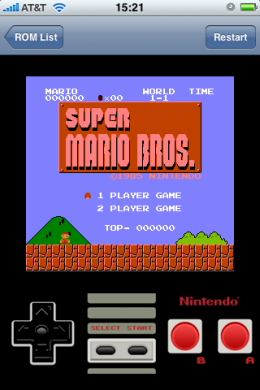 AT&T 15:21
ROM List Restart
MARIO WORLD TIME
000000 ×00 1-1
SUPER
MARIO BROS.
©1985 NINTENDO
1 PLAYER GAME
2 PLAYER GAME
TOP- 000000
Nintendo®
SELECT START
B A